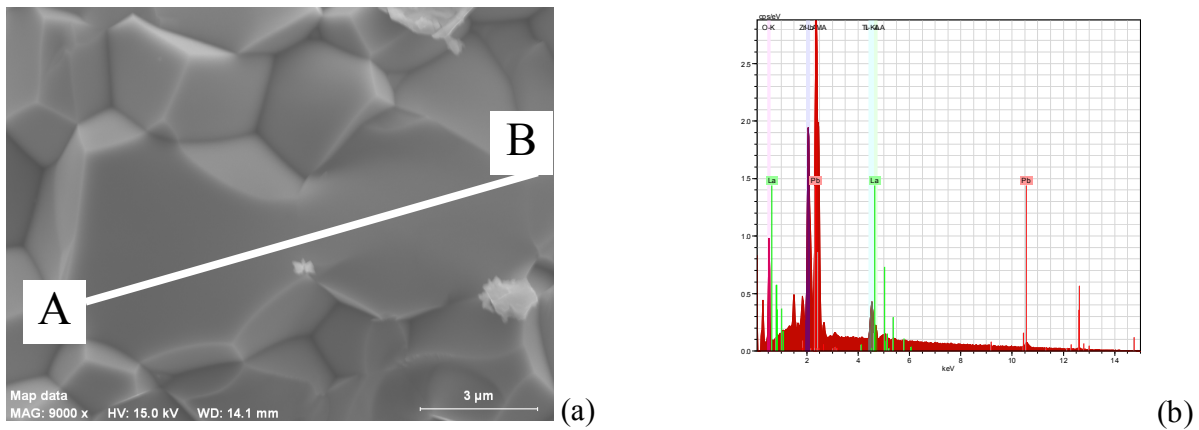 A
B
Map data
MAG: 9000 x HV: 15.0 kV WD: 14.1 mm
3 µm
(a)
cps/eV
O-K
2.5
2.0
1.5
1.0
0.5
0.0
La
Pb
La
Pb
2
4
6
8
10
12
14
keV
(b)